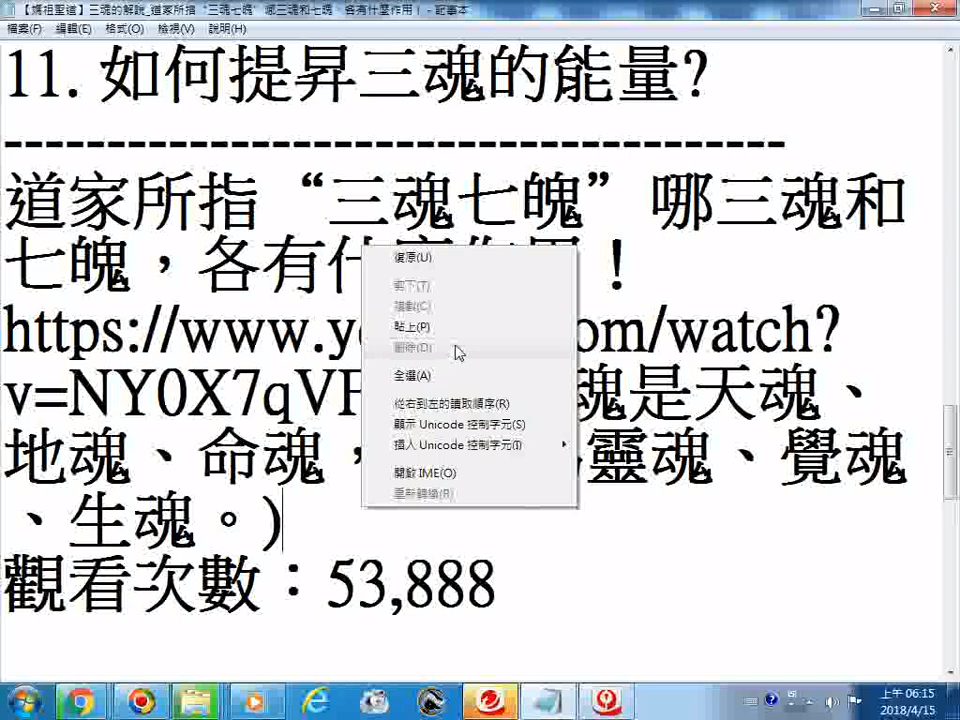 【媽祖聖道】三魂的解說_道家所指“三魂七魄”哪三魂和七魄，各有什麼作用！ - 記事本
檔案(F) 編輯(E) 格式(O) 檢視(V) 說明(H)
11. 如何提昇三魂的能量?
-------------------------------------
道家所指“三魂七魄”哪三魂和
七魄，各有什
！
https://www.y
om/watch?
v=NY0X7qV
魂是天魂、
地魂、命魂，
靈魂、覺魂
、生魂。)
觀看次數：53,888
復原(U)
剪下(T)
複製(C)
貼上(P)
刪除(D)
全選(A)
從右到左的讀取順序(R)
顯示 Unicode 控制字元(S)
插入 Unicode 控制字元(I)
開啟 IME(O)
重新轉換(R)
上午 06:15
2018/4/15